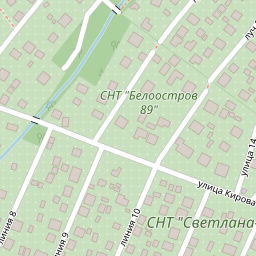 СНТ "Белоостров
89"
улица 14
улица Кирова
линия 8
линия 9
линия 10
СНТ "Светлана-